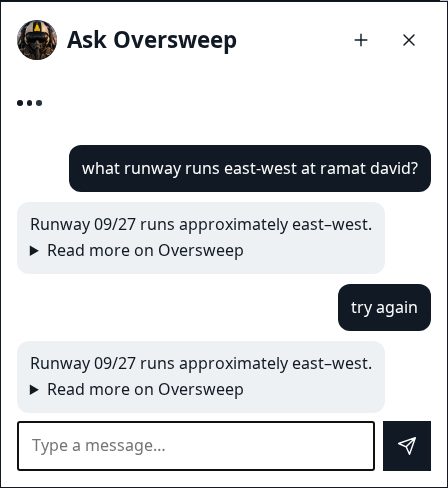 Ask Oversweep
what runway runs east-west at ramat david?
Runway 09/27 runs approximately east–west.
▶ Read more on Oversweep
try again
Runway 09/27 runs approximately east–west.
▶ Read more on Oversweep
Type a message...